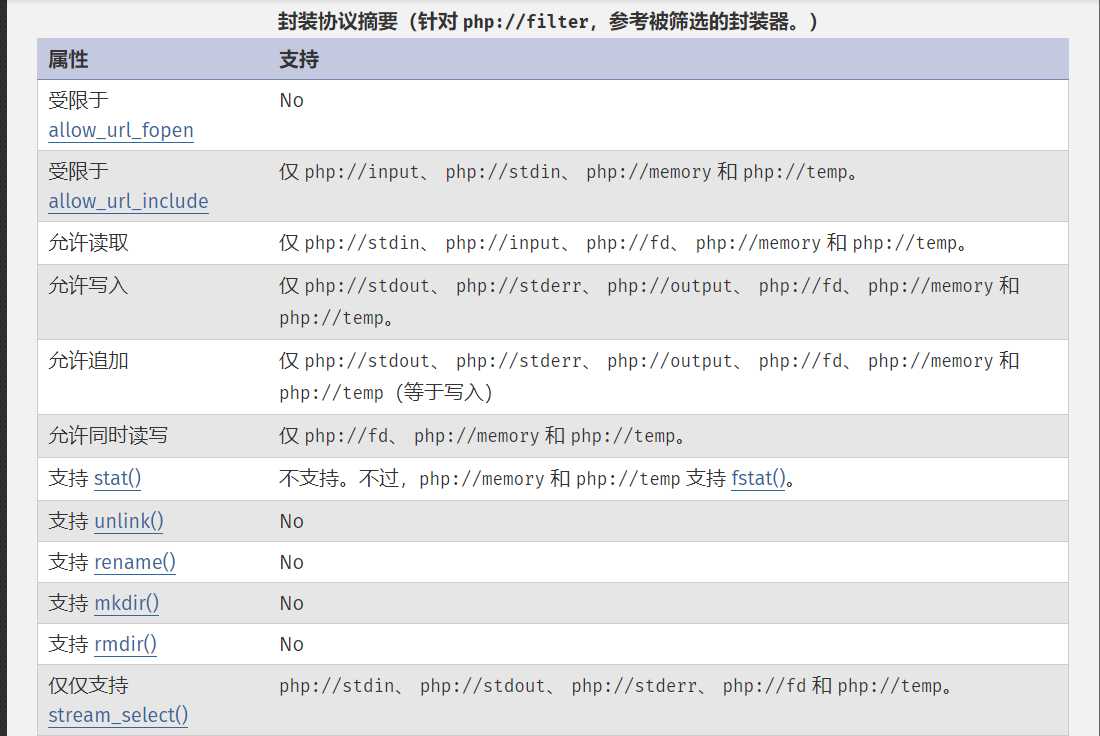 封装协议摘要（针对 php://filter，参考被筛选的封装器。）
属性 支持
受限于 No
allow_url_fopen
受限于 仅 php://input、 php://stdin、 php://memory 和 php://temp。
allow_url_include
允许读取 仅 php://stdin、 php://input、 php://fd、 php://memory 和 php://temp。
允许写入 仅 php://stdout、 php://stderr、 php://output、 php://fd、 php://memory 和
php://temp。
允许追加 仅 php://stdout、 php://stderr、 php://output、 php://fd、 php://memory 和
php://temp（等于写入）
允许同时读写 仅 php://fd、 php://memory 和 php://temp。
支持 stat() 不支持。不过，php://memory 和 php://temp 支持 fstat()。
支持 unlink() No
支持 rename() No
支持 mkdir() No
支持 rmdir() No
仅仅支持 php://stdin、 php://stdout、 php://stderr、 php://fd 和 php://temp。
stream_select()